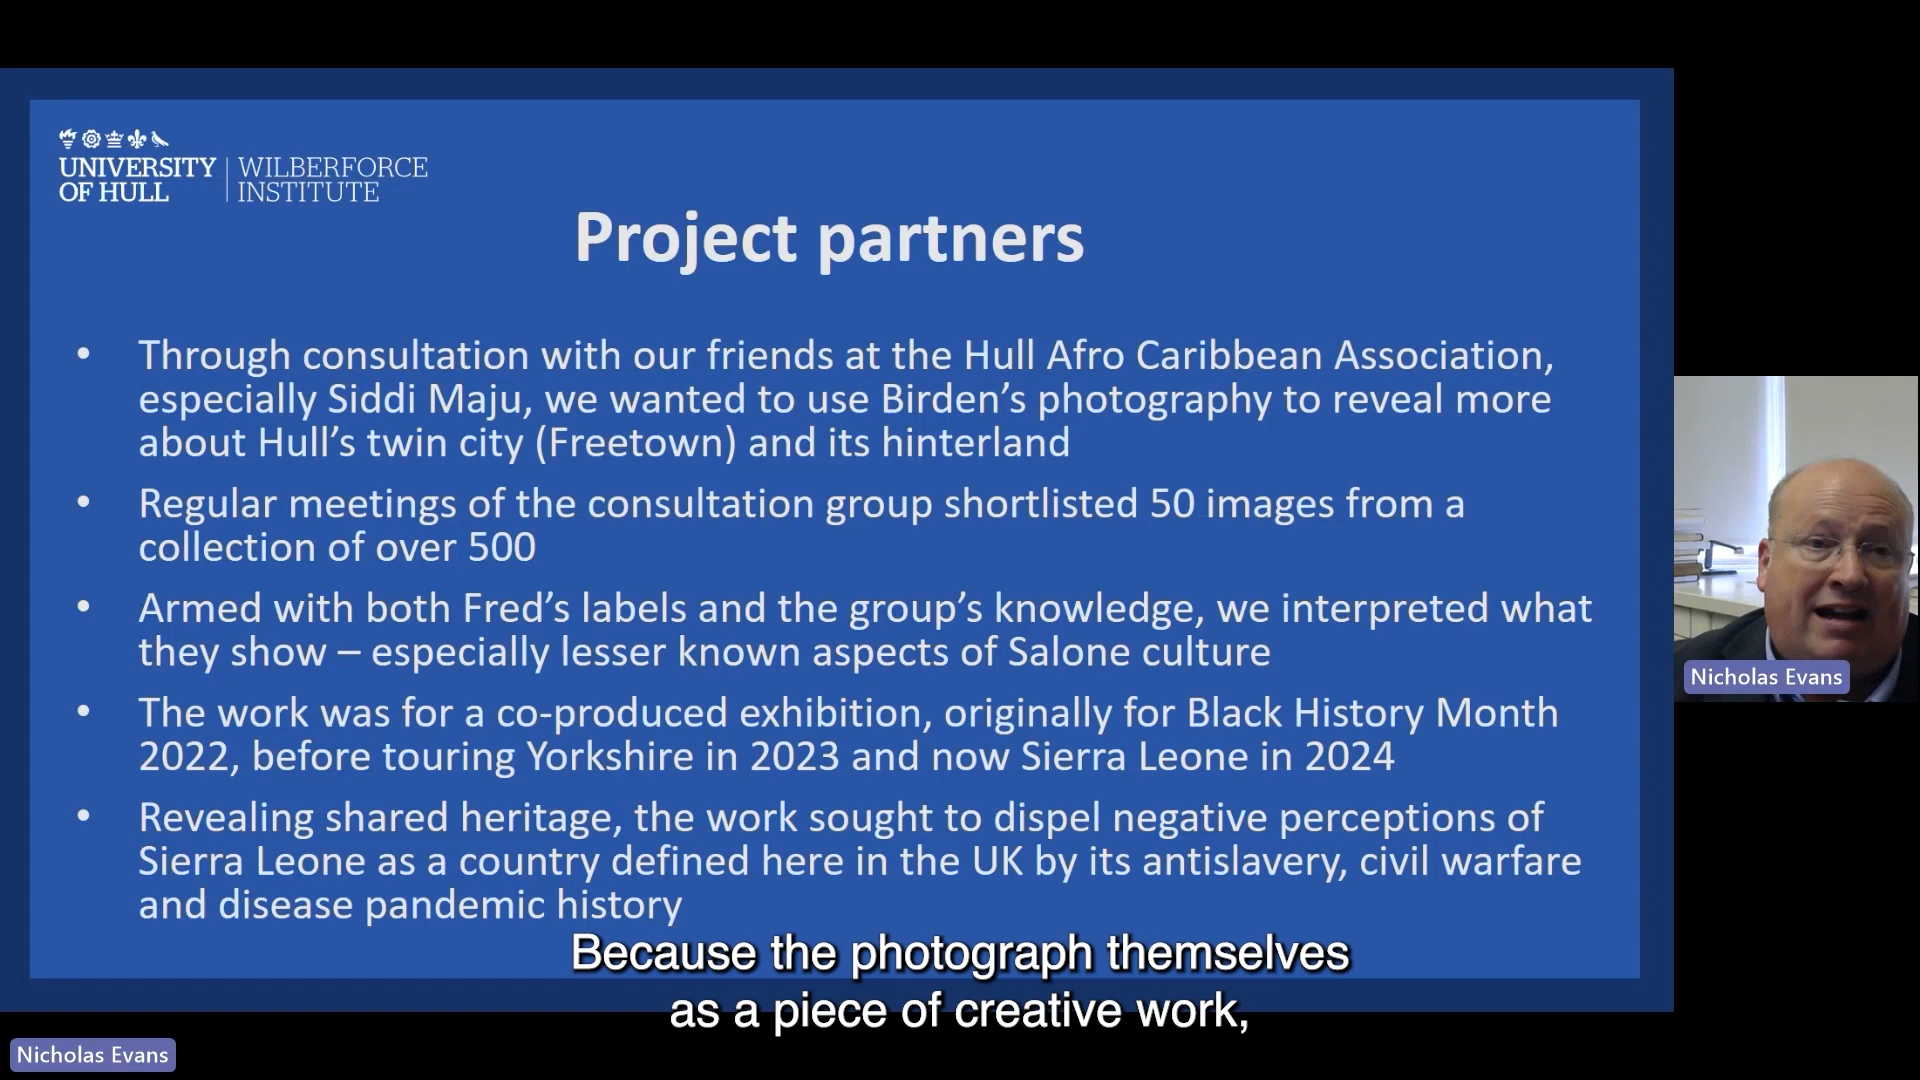 UNIVERSITY OF HULL
WILBERFORCE INSTITUTE
Project partners
• Through consultation with our friends at the Hull Afro Caribbean Association,
especially Siddi Maju, we wanted to use Birden’s photography to reveal more
about Hull’s twin city (Freetown) and its hinterland
• Regular meetings of the consultation group shortlisted 50 images from a
collection of over 500
• Armed with both Fred’s labels and the group’s knowledge, we interpreted what
they show – especially lesser known aspects of Salone culture
• The work was for a co-produced exhibition, originally for Black History Month
2022, before touring Yorkshire in 2023 and now Sierra Leone in 2024
• Revealing shared heritage, the work sought to dispel negative perceptions of
Sierra Leone as a country defined here in the UK by its antislavery, civil warfare
and disease pandemic history
Nicholas Evans
Because the photograph themselves
as a piece of creative work,
Nicholas Evans